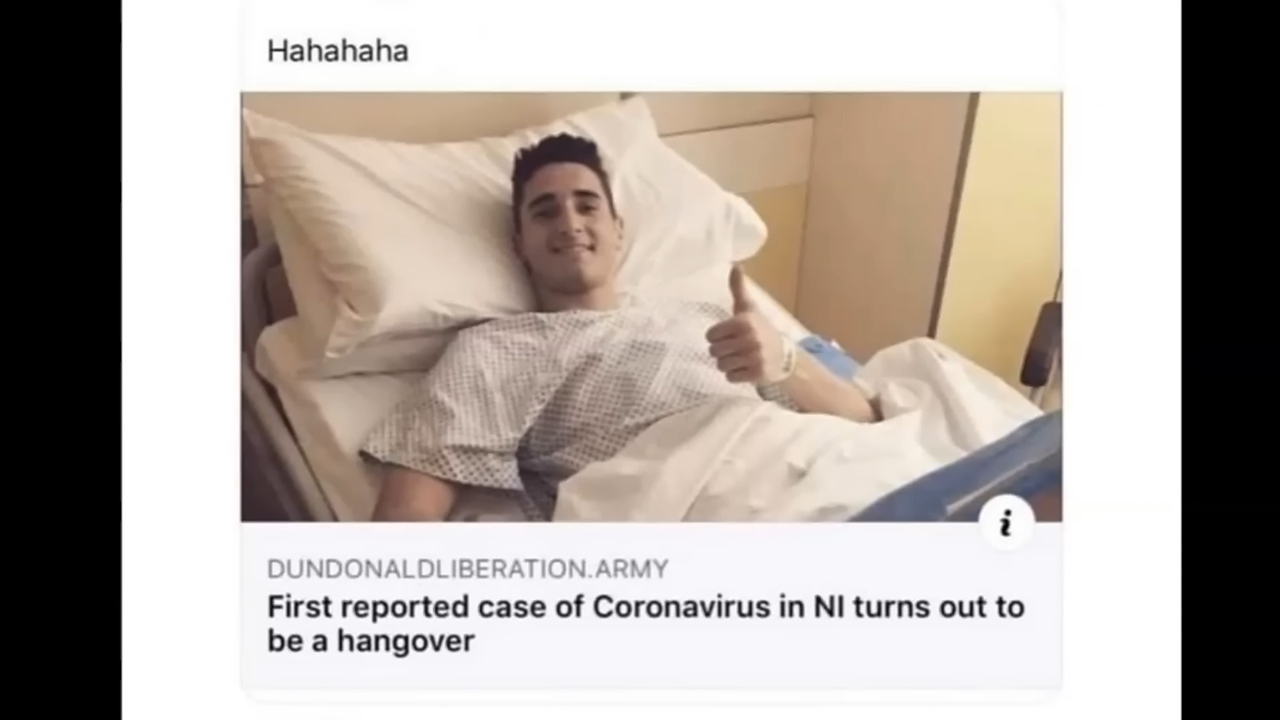 Hahahaha
i
DUNDONALDLIBERATION.ARMY
First reported case of Coronavirus in NI turns out to
be a hangover